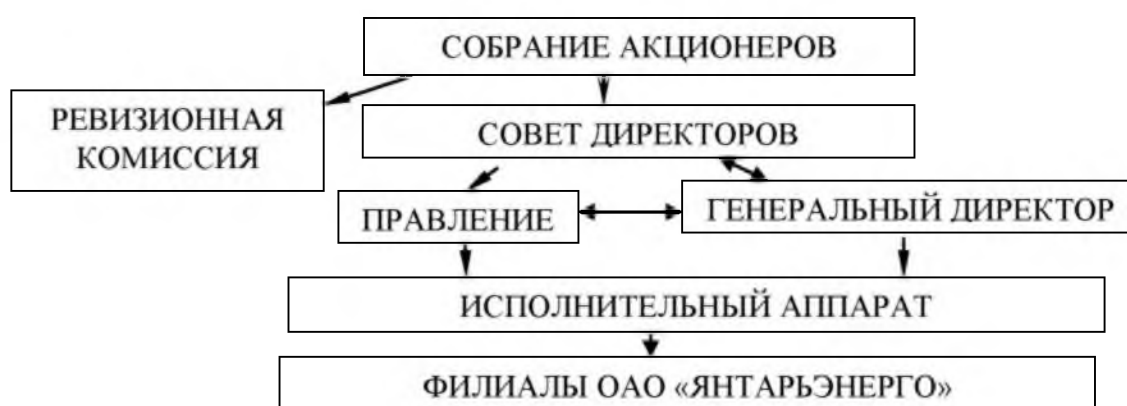 СОБРАНИЕ АКЦИОНЕРОВ
РЕВИЗИОННАЯ
КОМИССИЯ
СОВЕТ ДИРЕКТОРОВ
ПРАВЛЕНИЕ
ГЕНЕРАЛЬНЫЙ ДИРЕКТОР
ИСПОЛНИТЕЛЬНЫЙ АППАРАТ
ФИЛИАЛЫ ОАО «ЯНТАРЬЭНЕРГО»